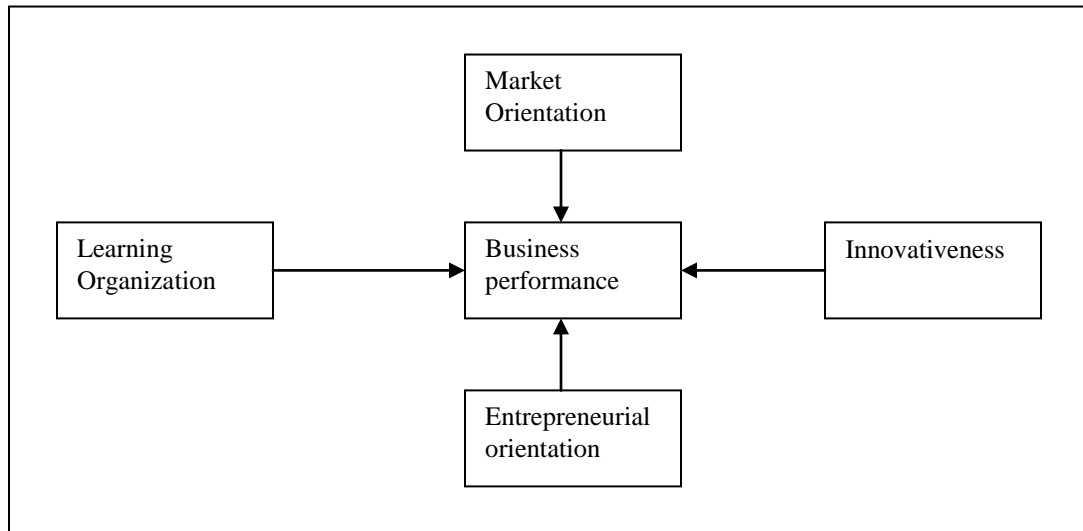 Market
Orientation
Learning
Organization
Business
performance
Innovativeness
Entrepreneurial
orientation